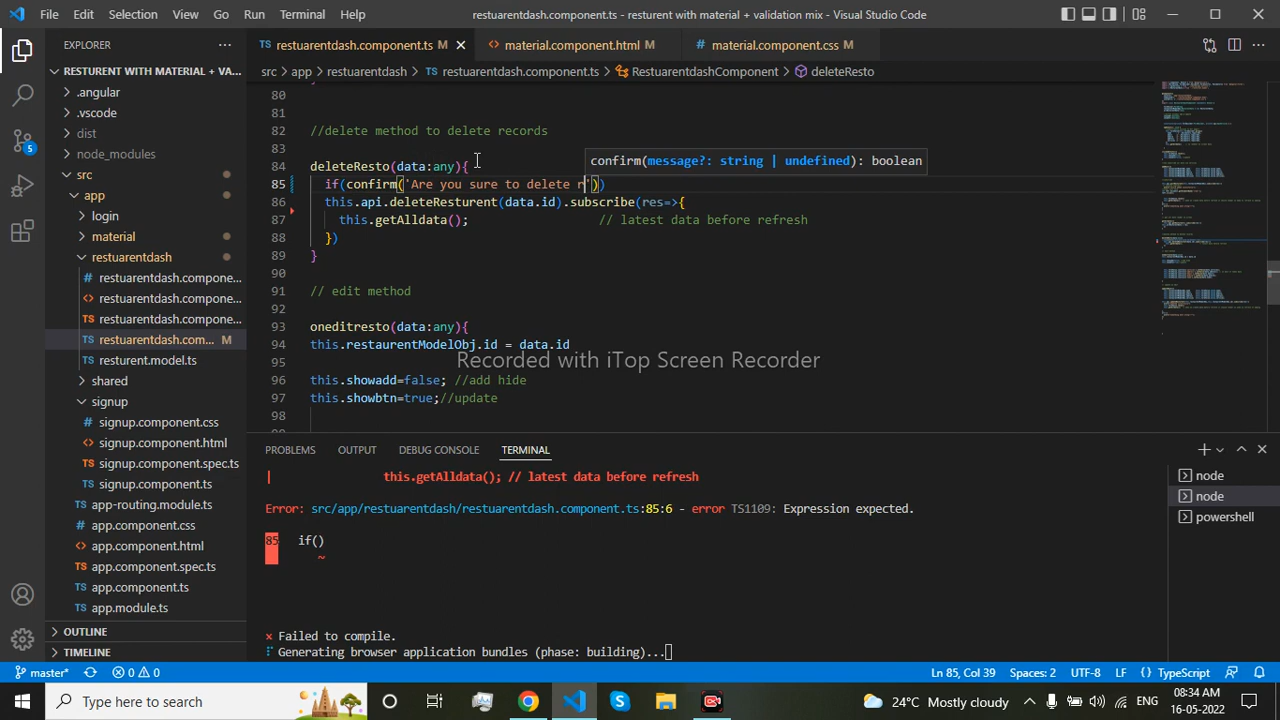 File Edit Selection View Go Run Terminal Help restuarentdash.component.ts - resturent with material + validation mix - Visual Studio Code
EXPLORER
RESTURENT WITH MATERIAL + VA...
.angular
.vscode
dist
node_modules
src
app
login
material
restuarentdash
restuarentdash.compone...
restuarentdash.compone...
restuarentdash.compone...
restuarentdash.com... M
resturent.model.ts
shared
signup
signup.component.css
signup.component.html
signup.component.spec.ts
signup.component.ts
app-routing.module.ts
app.component.css
app.component.html
app.component.spec.ts
app.component.ts
app.module.ts
OUTLINE
TIMELINE
5
restuarentdash.component.ts M material.component.html M material.component.css M
src > app > restuarentdash > restuarentdash.component.ts > RestuarentdashComponent > deleteResto
80
81
82 //delete method to delete records
83
confirm(message?: string | undefined): boolean
84 deleteResto(data:any){
85 if(confirm('Are you sure to delete r'))
86 this.api.deleteResturent(data.id).subscribe(res=>{
87 this.getAlldata(); // latest data before refresh
88 })
89 }
90
91 // edit method
92
93 oneditresto(data:any){
94 this.restaurentModelObj.id = data.id
95
Recorded with iTop Screen Recorder
96 this.showadd=false; //add hide
97 this.showbtn=true;//update
98
PROBLEMS OUTPUT DEBUG CONSOLE TERMINAL
| this.getAlldata(); // latest data before refresh
Error: src/app/restuarentdash/restuarentdash.component.ts:85:6 - error TS1109: Expression expected.
85 if()
~
× Failed to compile.
Generating browser application bundles (phase: building)...
node
node
powershell
master* 0 0 Ln 85, Col 39 Spaces: 2 UTF-8 LF TypeScript
Type here to search
24°C Mostly cloudy
08:34 AM
16-05-2022